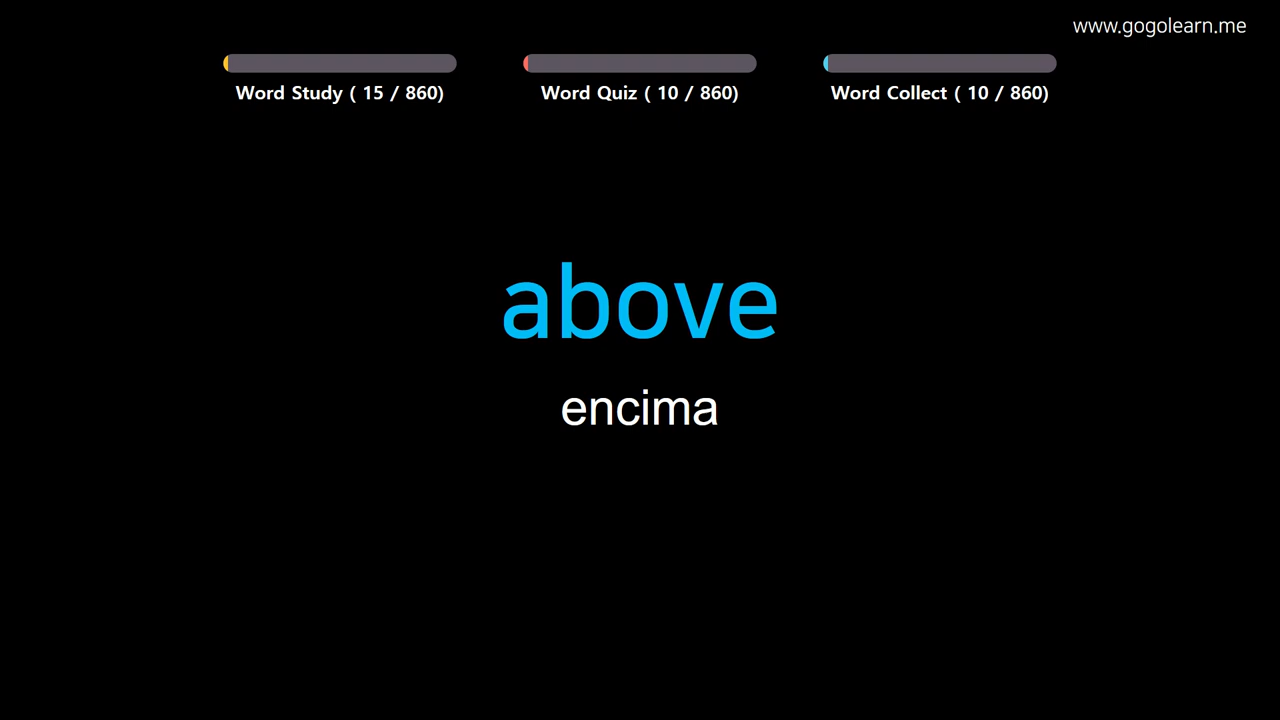 www.gogolearn.me
Word Study ( 15 / 860)
Word Quiz ( 10 / 860)
Word Collect ( 10 / 860)
above
encima